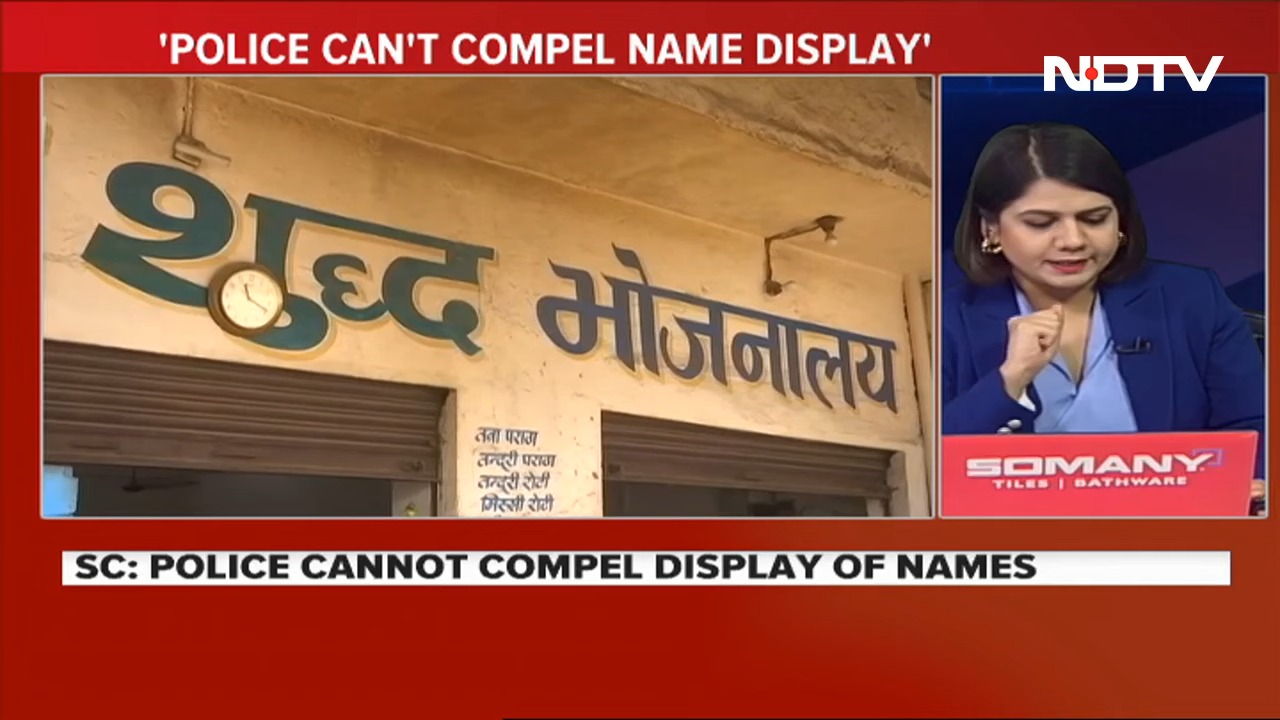 'POLICE CAN'T COMPEL NAME DISPLAY'
NDTV
शुद्ध भोजनालय
तवा पराठा
तन्दूरी पराठा
तन्दूरी रोटी
मिस्सी रोटी
SOMANY
TILES | BATHWARE
SC: POLICE CANNOT COMPEL DISPLAY OF NAMES